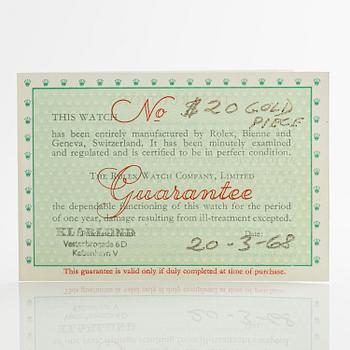 THIS WATCH No $20 GOLD
PIECE
has been entirely manufactured by Rolex, Bienne and
Geneva, Switzerland. It has been minutely examined
and regulated and is certified to be in perfect condition.
THE ROLEX WATCH COMPANY, LIMITED
Guarantee
the dependable functioning of this watch for the period
of one year, damage resulting from ill-treatment excepted.
KLARLUND Date:
Vesterbrogade 6 D 20-3-68
København V
This guarantee is valid only if duly completed at time of purchase.